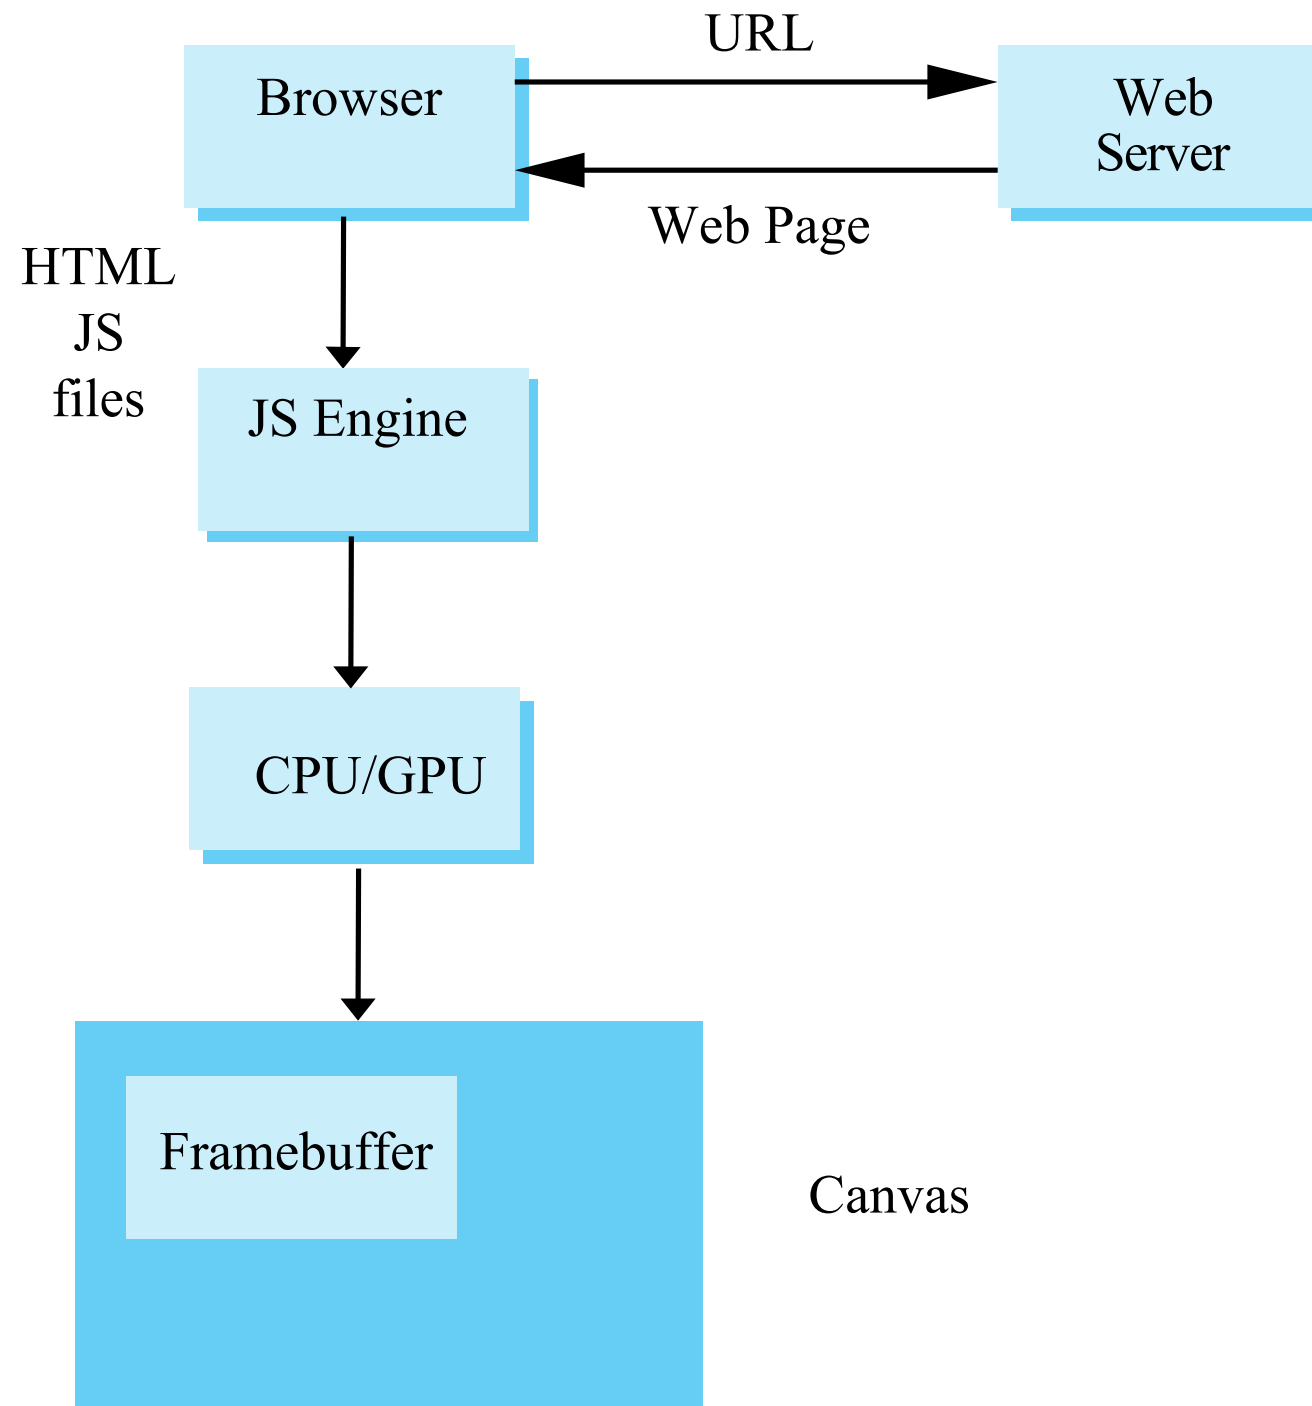 URL
Browser
Web
Server
Web Page
HTML
JS
files
JS Engine
CPU/GPU
Framebuffer
Canvas